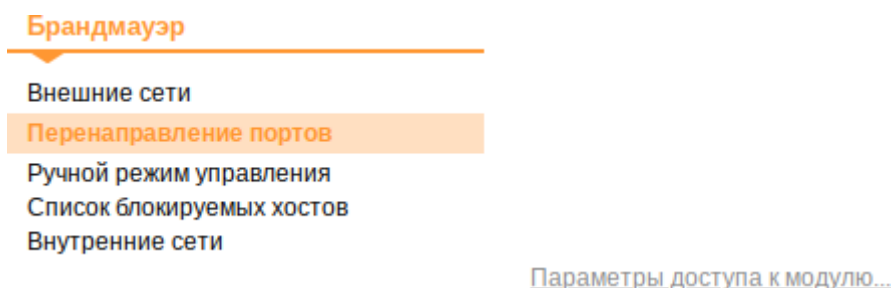 Брандмауэр
Внешние сети
Перенаправление портов
Ручной режим управления
Список блокируемых хостов
Внутренние сети
Параметры доступа к модулю...